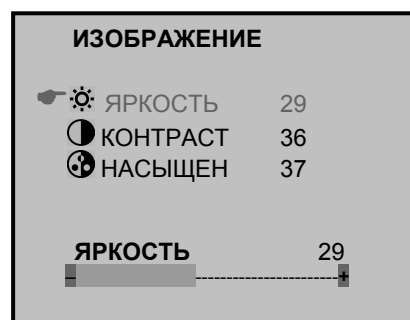 ИЗОБРАЖЕНИЕ
ЯРКОСТЬ 29
КОНТРАСТ 36
НАСЫЩЕН 37
ЯРКОСТЬ 29
– +